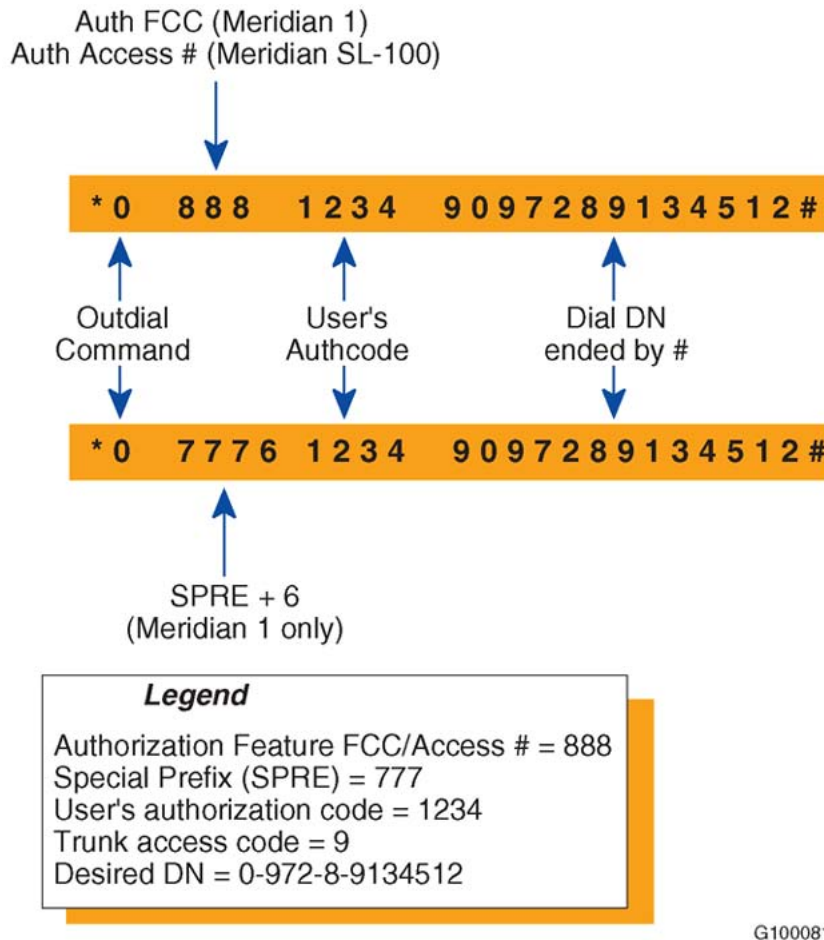 Auth FCC (Meridian 1)
Auth Access # (Meridian SL-100)
*0 888 1234 9097289134512#
Outdial Command
User's Authcode
Dial DN ended by #
*0 7776 1234 9097289134512#
SPRE + 6
(Meridian 1 only)
Legend
Authorization Feature FCC/Access # = 888
Special Prefix (SPRE) = 777
User's authorization code = 1234
Trunk access code = 9
Desired DN = 0-972-8-9134512
G100081